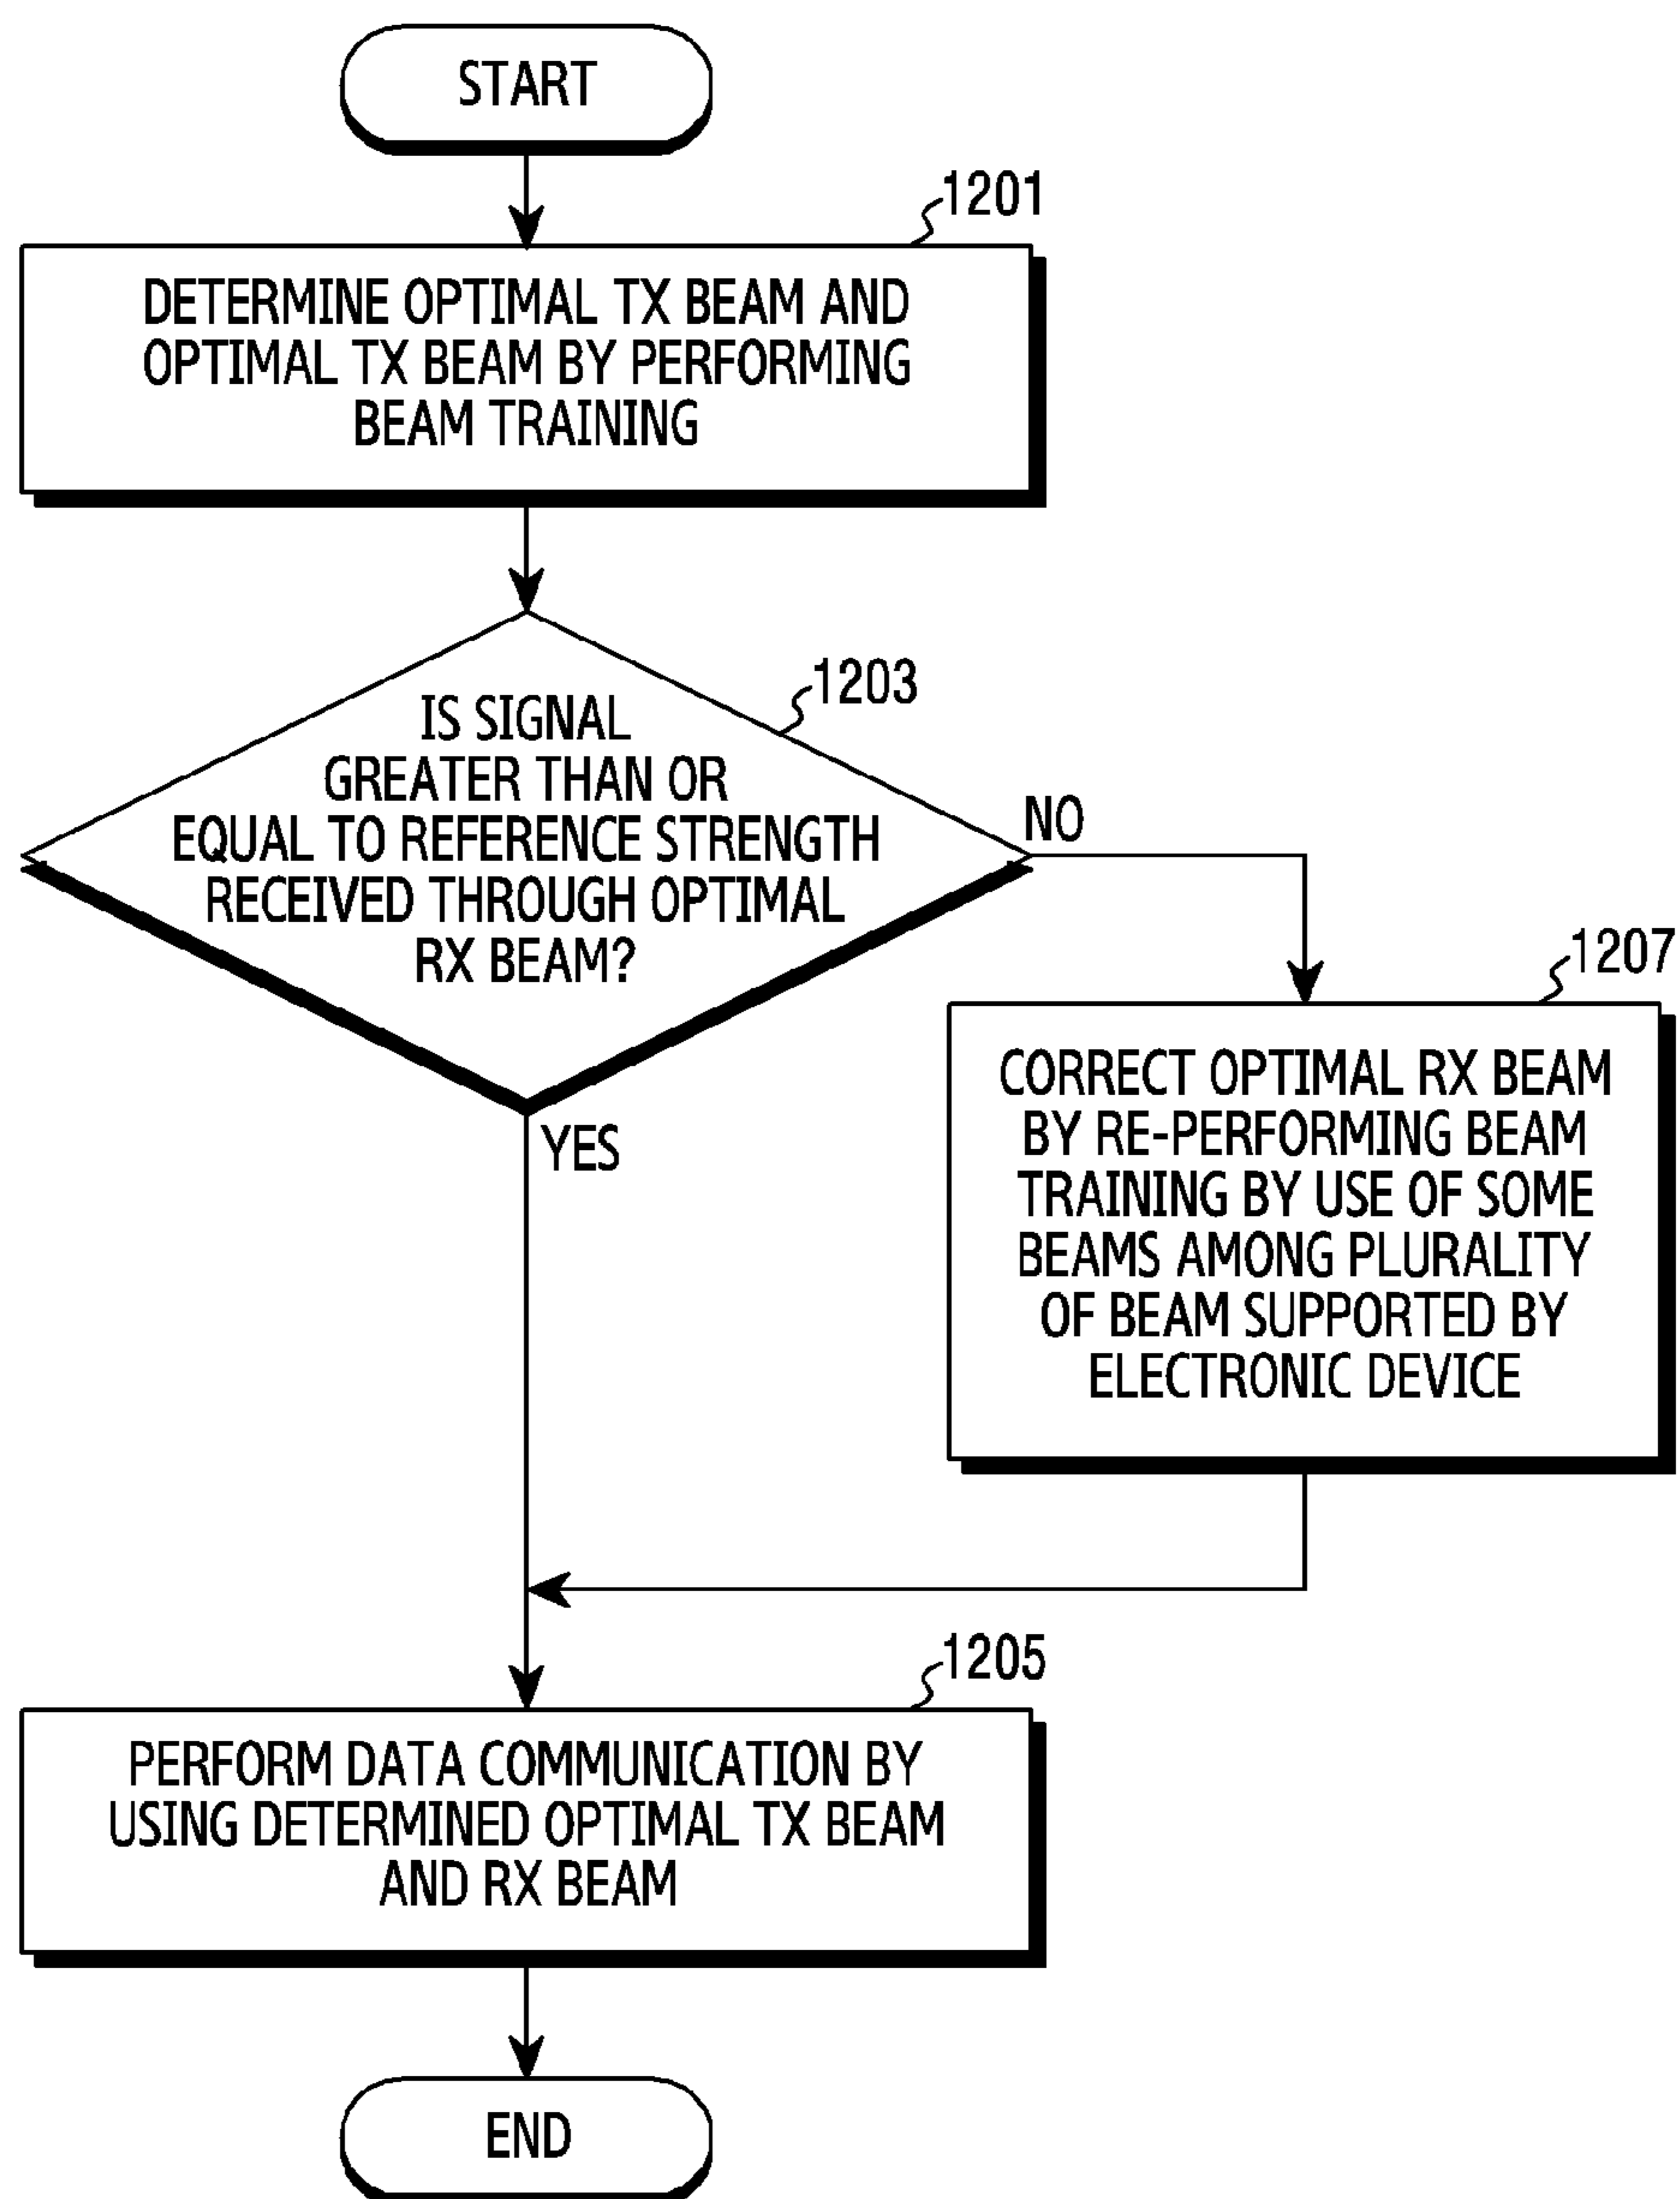 START
1201
DETERMINE OPTIMAL TX BEAM AND
OPTIMAL TX BEAM BY PERFORMING
BEAM TRAINING
1203
IS SIGNAL
GREATER THAN OR
EQUAL TO REFERENCE STRENGTH
RECEIVED THROUGH OPTIMAL
RX BEAM?
NO
YES
1207
CORRECT OPTIMAL RX BEAM
BY RE-PERFORMING BEAM
TRAINING BY USE OF SOME
BEAMS AMONG PLURALITY
OF BEAM SUPPORTED BY
ELECTRONIC DEVICE
1205
PERFORM DATA COMMUNICATION BY
USING DETERMINED OPTIMAL TX BEAM
AND RX BEAM
END